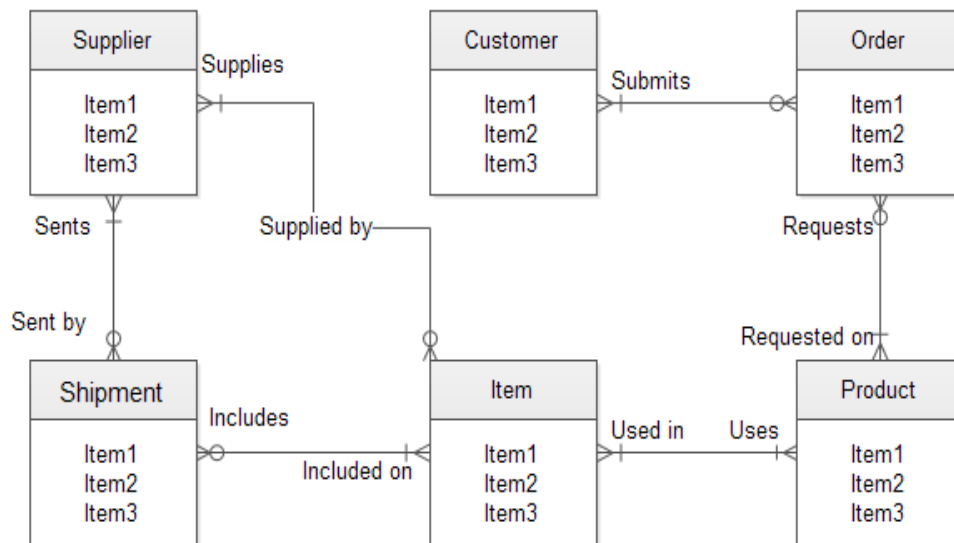 Supplier
Item1
Item2
Item3
Supplies
Customer
Item1
Item2
Item3
Submits
Order
Item1
Item2
Item3
Sents
Supplied by
Requests
Sent by
Requested on
Shipment
Item1
Item2
Item3
Includes
Included on
Item
Item1
Item2
Item3
Used in
Uses
Product
Item1
Item2
Item3